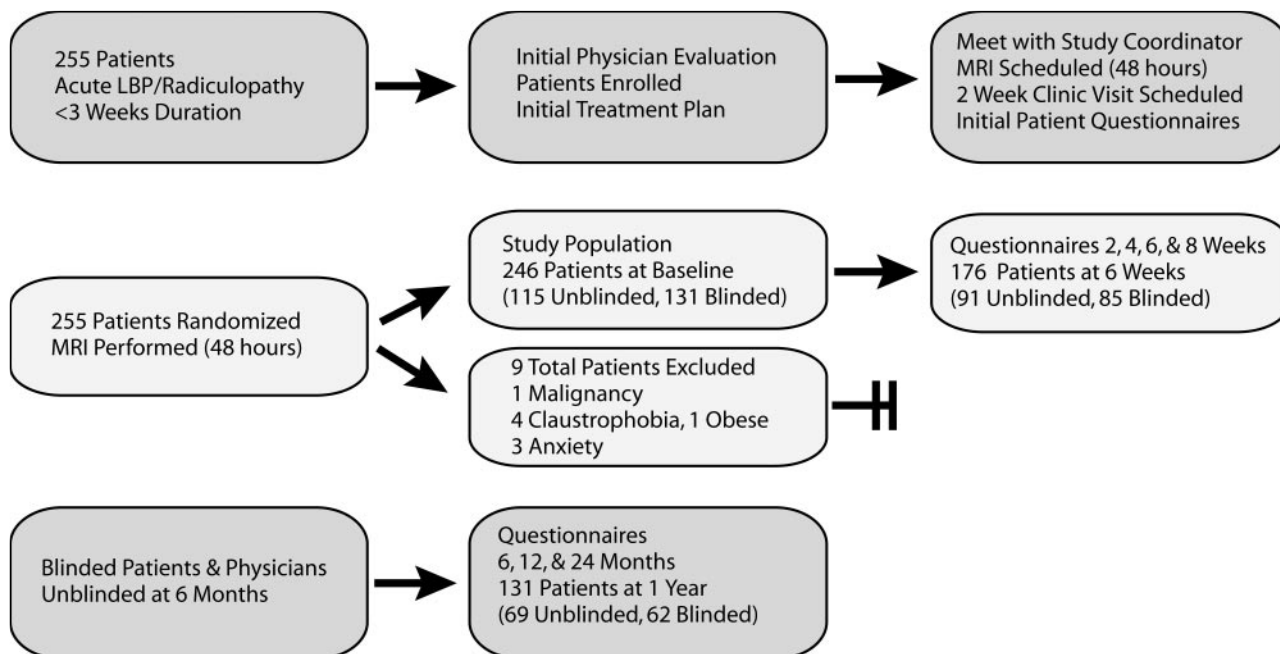 255 Patients
Acute LBP/Radiculopathy
<3 Weeks Duration
Initial Physician Evaluation
Patients Enrolled
Initial Treatment Plan
Meet with Study Coordinator
MRI Scheduled (48 hours)
2 Week Clinic Visit Scheduled
Initial Patient Questionnaires
255 Patients Randomized
MRI Performed (48 hours)
Study Population
246 Patients at Baseline
(115 Unblinded, 131 Blinded)
Questionnaires 2, 4, 6, & 8 Weeks
176 Patients at 6 Weeks
(91 Unblinded, 85 Blinded)
9 Total Patients Excluded
1 Malignancy
4 Claustrophobia, 1 Obese
3 Anxiety
Blinded Patients & Physicians
Unblinded at 6 Months
Questionnaires
6, 12, & 24 Months
131 Patients at 1 Year
(69 Unblinded, 62 Blinded)